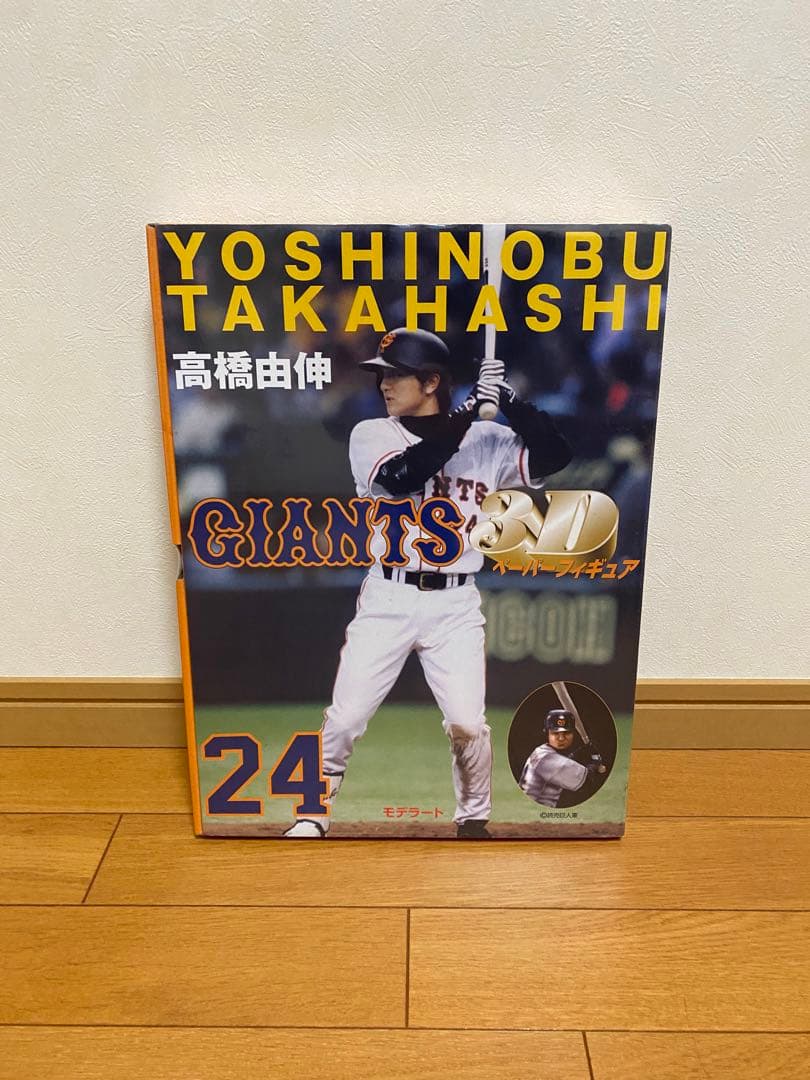 YOSHINOBU
TAKAHASHI
高橋由伸
NTS
GIANTS 3D
ペーパーフィギュア
24
モデラート
©読売巨人軍